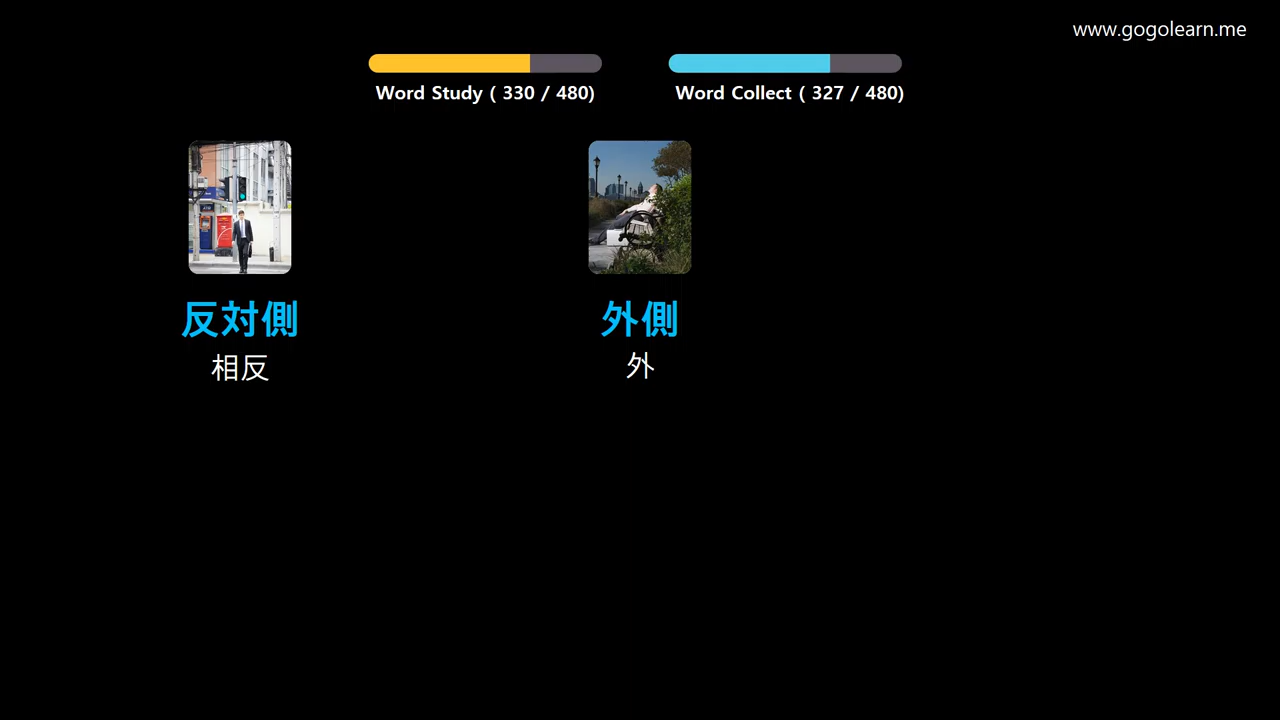 www.gogolearn.me
Word Study ( 330 / 480)
Word Collect ( 327 / 480)
反対側
相反
外側
外